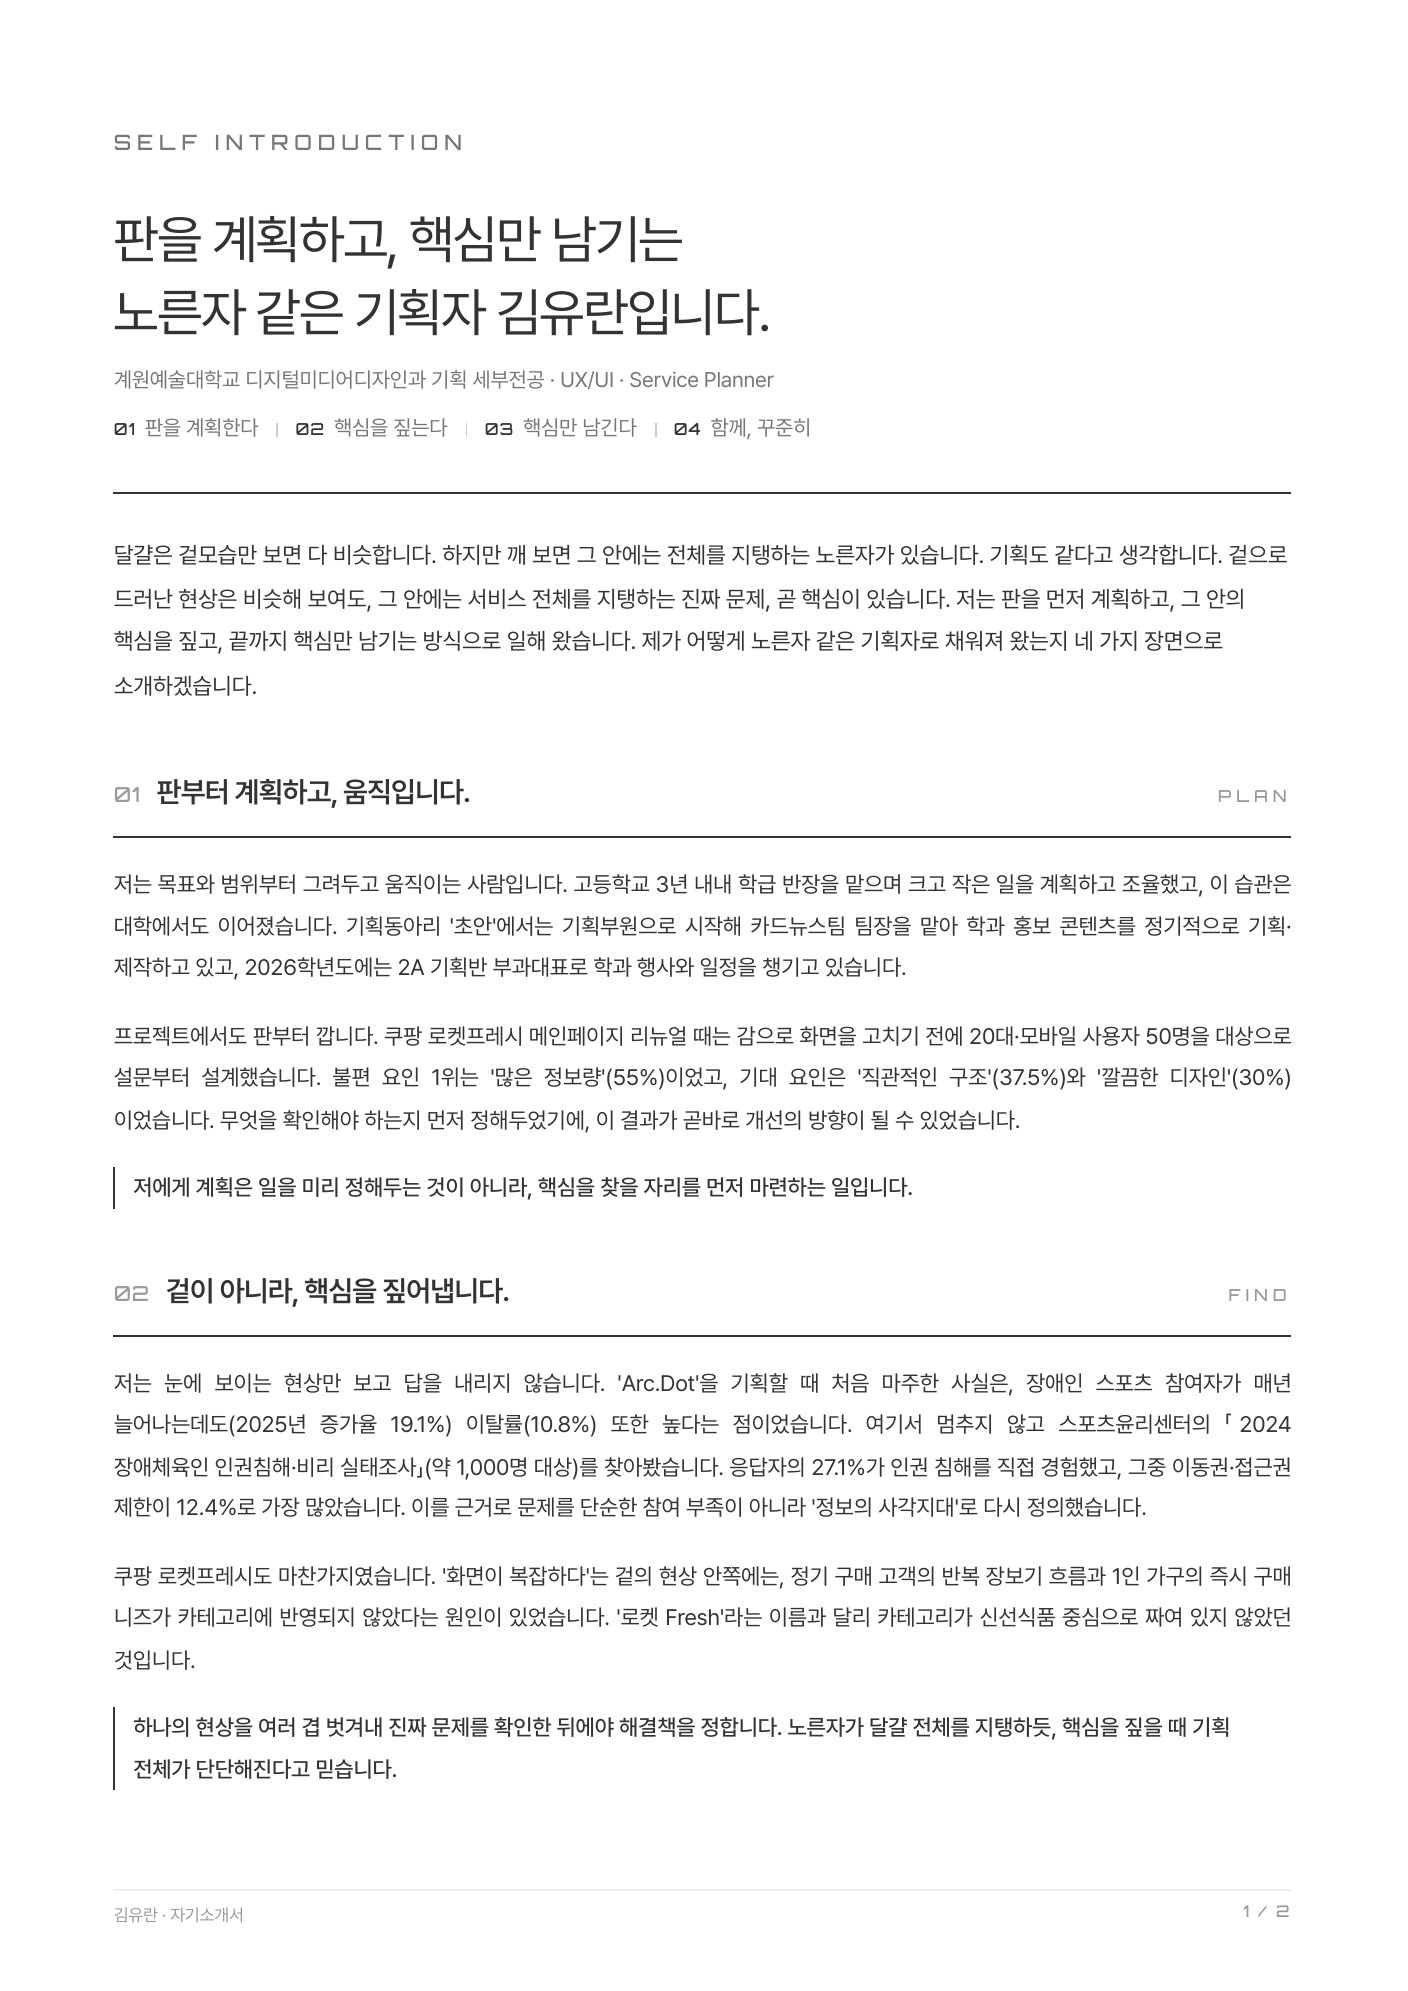 SELF INTRODUCTION
판을 계획하고, 핵심만 남기는
노른자 같은 기획자 김유란입니다.
계원예술대학교 디지털미디어디자인과 기획 세부전공 · UX/UI · Service Planner
01 판을 계획한다 | 02 핵심을 짚는다 | 03 핵심만 남긴다 | 04 함께, 꾸준히
달걀은 겉모습만 보면 다 비슷합니다. 하지만 깨 보면 그 안에는 전체를 지탱하는 노른자가 있습니다. 기획도 같다고 생각합니다. 겉으로
드러난 현상은 비슷해 보여도, 그 안에는 서비스 전체를 지탱하는 진짜 문제, 곧 핵심이 있습니다. 저는 판을 먼저 계획하고, 그 안의
핵심을 짚고, 끝까지 핵심만 남기는 방식으로 일해 왔습니다. 제가 어떻게 노른자 같은 기획자로 채워져 왔는지 네 가지 장면으로
소개하겠습니다.
01 판부터 계획하고, 움직입니다.
PLAN
저는 목표와 범위부터 그려두고 움직이는 사람입니다. 고등학교 3년 내내 학급 반장을 맡으며 크고 작은 일을 계획하고 조율했고, 이 습관은
대학에서도 이어졌습니다. 기획동아리 '초안'에서는 기획부원으로 시작해 카드뉴스팀 팀장을 맡아 학과 홍보 콘텐츠를 정기적으로 기획·
제작하고 있고, 2026학년도에는 2A 기획반 부과대표로 학과 행사와 일정을 챙기고 있습니다.
프로젝트에서도 판부터 깝니다. 쿠팡 로켓프레시 메인페이지 리뉴얼 때는 감으로 화면을 고치기 전에 20대·모바일 사용자 50명을 대상으로
설문부터 설계했습니다. 불편 요인 1위는 '많은 정보량'(55%)이었고, 기대 요인은 '직관적인 구조'(37.5%)와 '깔끔한 디자인'(30%)
이었습니다. 무엇을 확인해야 하는지 먼저 정해두었기에, 이 결과가 곧바로 개선의 방향이 될 수 있었습니다.
저에게 계획은 일을 미리 정해두는 것이 아니라, 핵심을 찾을 자리를 먼저 마련하는 일입니다.
02 겉이 아니라, 핵심을 짚어냅니다.
FIND
저는 눈에 보이는 현상만 보고 답을 내리지 않습니다. 'Arc.Dot'을 기획할 때 처음 마주한 사실은, 장애인 스포츠 참여자가 매년
늘어나는데도(2025년 증가율 19.1%) 이탈률(10.8%) 또한 높다는 점이었습니다. 여기서 멈추지 않고 스포츠윤리센터의 「2024
장애체육인 인권침해·비리 실태조사」(약 1,000명 대상)를 찾아봤습니다. 응답자의 27.1%가 인권 침해를 직접 경험했고, 그중 이동권·접근권
제한이 12.4%로 가장 많았습니다. 이를 근거로 문제를 단순한 참여 부족이 아니라 '정보의 사각지대'로 다시 정의했습니다.
쿠팡 로켓프레시도 마찬가지였습니다. '화면이 복잡하다'는 겉의 현상 안쪽에는, 정기 구매 고객의 반복 장보기 흐름과 1인 가구의 즉시 구매
니즈가 카테고리에 반영되지 않았다는 원인이 있었습니다. '로켓 Fresh'라는 이름과 달리 카테고리가 신선식품 중심으로 짜여 있지 않았던
것입니다.
하나의 현상을 여러 겹 벗겨내 진짜 문제를 확인한 뒤에야 해결책을 정합니다. 노른자가 달걀 전체를 지탱하듯, 핵심을 짚을 때 기획
전체가 단단해진다고 믿습니다.
김유란 · 자기소개서
1 / 2